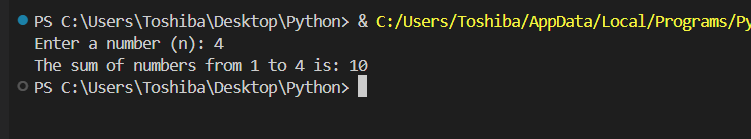 PS C:\Users\Toshiba\Desktop\Python> & C:/Users/Toshiba/AppData/Local/Programs/Py
Enter a number (n): 4
The sum of numbers from 1 to 4 is: 10
PS C:\Users\Toshiba\Desktop\Python>